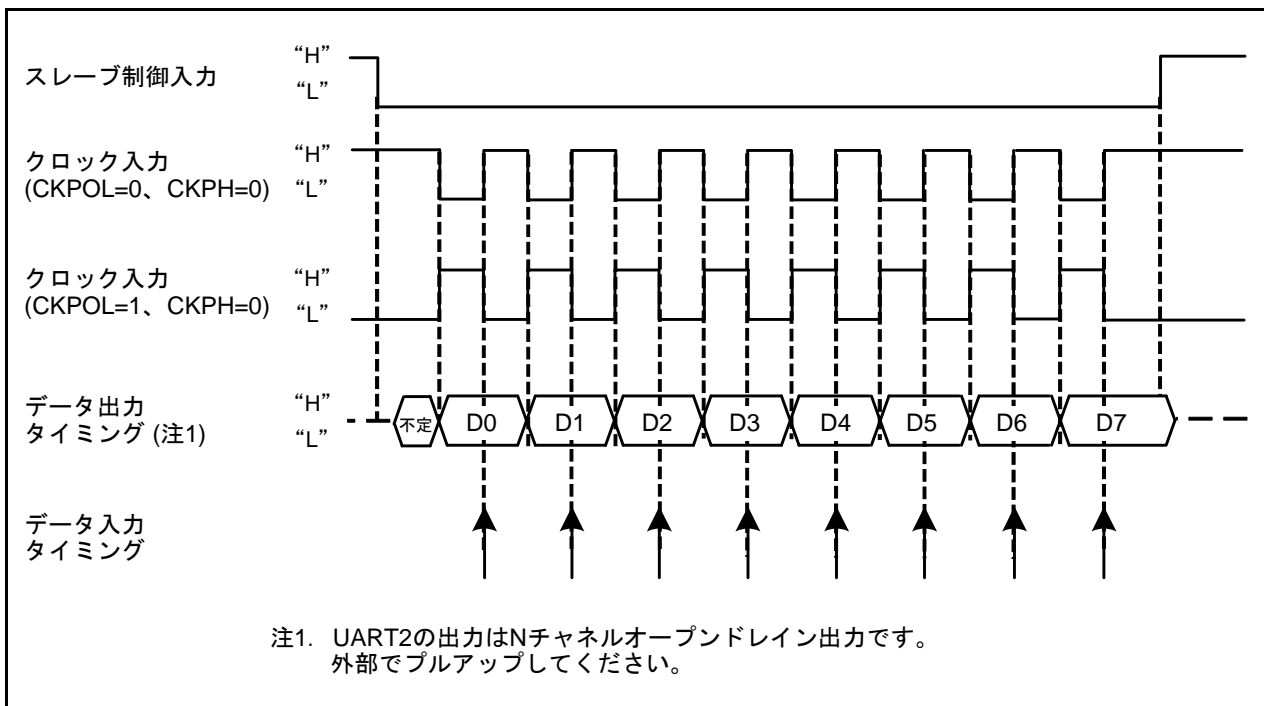 スレーブ制御入力
“H”
“L”
クロック入力
(CKPOL=0、CKPH=0)
“H”
“L”
クロック入力
(CKPOL=1、CKPH=0)
“H”
“L”
データ出力
タイミング (注1)
“H”
“L”
不定 D0 D1 D2 D3 D4 D5 D6 D7
データ入力
タイミング
注1. UART2の出力はNチャネルオープンドレイン出力です。
外部でプルアップしてください。